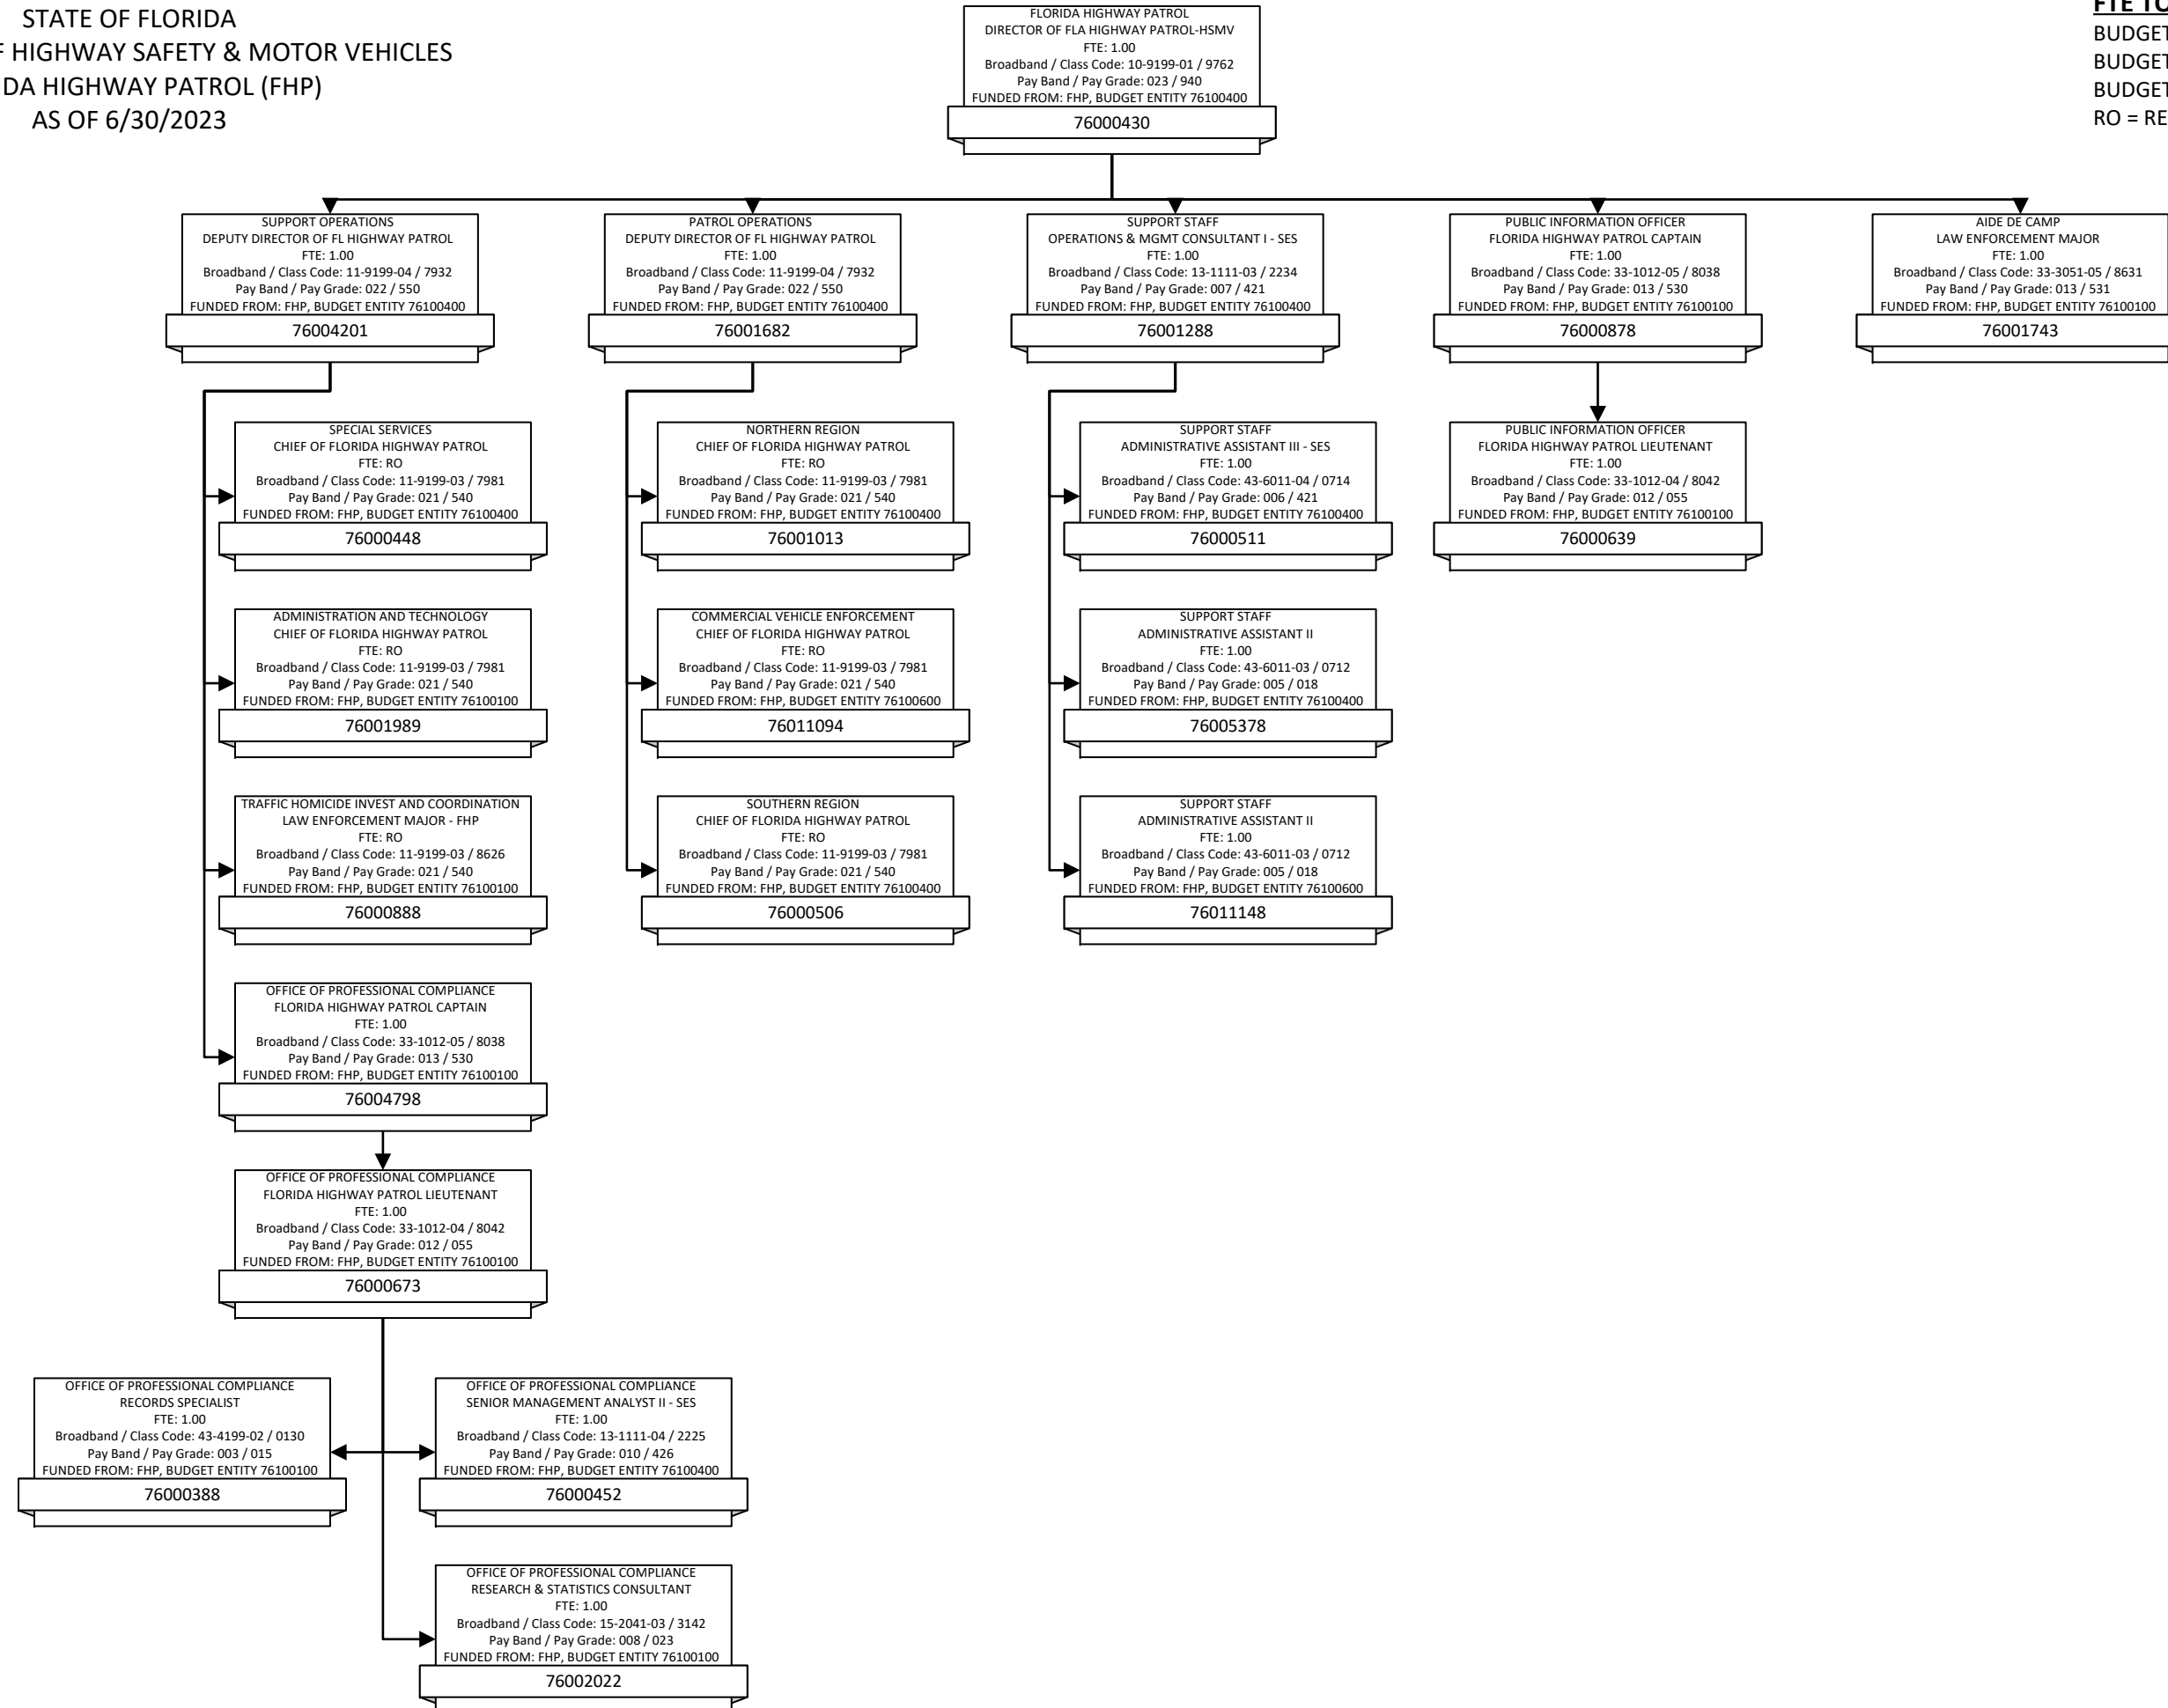 STATE OF FLORIDA
HIGHWAY SAFETY & MOTOR VEHICLES
HIGHWAY PATROL (FHP)
AS OF 6/30/2023
FLORIDA HIGHWAY PATROL
DIRECTOR OF FLA HIGHWAY PATROL-HSMV
FTE: 1.00
Broadband / Class Code: 10-9199-01 / 9762
Pay Band / Pay Grade: 023 / 940
FUNDED FROM: FHP, BUDGET ENTITY 76100400
76000430
FTE
BUDGET
BUDGET
BUDGET
RO =
SUPPORT OPERATIONS
DEPUTY DIRECTOR OF FL HIGHWAY PATROL
FTE: 1.00
Broadband / Class Code: 11-9199-04 / 7932
Pay Band / Pay Grade: 022 / 550
FUNDED FROM: FHP, BUDGET ENTITY 76100400
76004201
PATROL OPERATIONS
DEPUTY DIRECTOR OF FL HIGHWAY PATROL
FTE: 1.00
Broadband / Class Code: 11-9199-04 / 7932
Pay Band / Pay Grade: 022 / 550
FUNDED FROM: FHP, BUDGET ENTITY 76100400
76001682
SUPPORT STAFF
OPERATIONS & MGMT CONSULTANT I - SES
FTE: 1.00
Broadband / Class Code: 13-1111-03 / 2234
Pay Band / Pay Grade: 007 / 421
FUNDED FROM: FHP, BUDGET ENTITY 76100400
76001288
PUBLIC INFORMATION OFFICER
FLORIDA HIGHWAY PATROL CAPTAIN
FTE: 1.00
Broadband / Class Code: 33-1012-05 / 8038
Pay Band / Pay Grade: 013 / 530
FUNDED FROM: FHP, BUDGET ENTITY 76100100
76000878
AIDE DE CAMP
LAW ENFORCEMENT MAJOR
FTE: 1.00
Broadband / Class Code: 33-3051-05 / 8631
Pay Band / Pay Grade: 013 / 531
FUNDED FROM: FHP, BUDGET ENTITY 76100100
76001743
SPECIAL SERVICES
CHIEF OF FLORIDA HIGHWAY PATROL
FTE: RO
Broadband / Class Code: 11-9199-03 / 7981
Pay Band / Pay Grade: 021 / 540
FUNDED FROM: FHP, BUDGET ENTITY 76100400
76000448
NORTHERN REGION
CHIEF OF FLORIDA HIGHWAY PATROL
FTE: RO
Broadband / Class Code: 11-9199-03 / 7981
Pay Band / Pay Grade: 021 / 540
FUNDED FROM: FHP, BUDGET ENTITY 76100400
76001013
SUPPORT STAFF
ADMINISTRATIVE ASSISTANT III - SES
FTE: 1.00
Broadband / Class Code: 43-6011-04 / 0714
Pay Band / Pay Grade: 006 / 421
FUNDED FROM: FHP, BUDGET ENTITY 76100400
76000511
PUBLIC INFORMATION OFFICER
FLORIDA HIGHWAY PATROL LIEUTENANT
FTE: 1.00
Broadband / Class Code: 33-1012-04 / 8042
Pay Band / Pay Grade: 012 / 055
FUNDED FROM: FHP, BUDGET ENTITY 76100100
76000639
ADMINISTRATION AND TECHNOLOGY
CHIEF OF FLORIDA HIGHWAY PATROL
FTE: RO
Broadband / Class Code: 11-9199-03 / 7981
Pay Band / Pay Grade: 021 / 540
FUNDED FROM: FHP, BUDGET ENTITY 76100100
76001989
COMMERCIAL VEHICLE ENFORCEMENT
CHIEF OF FLORIDA HIGHWAY PATROL
FTE: RO
Broadband / Class Code: 11-9199-03 / 7981
Pay Band / Pay Grade: 021 / 540
FUNDED FROM: FHP, BUDGET ENTITY 76100600
76011094
SUPPORT STAFF
ADMINISTRATIVE ASSISTANT II
FTE: 1.00
Broadband / Class Code: 43-6011-03 / 0712
Pay Band / Pay Grade: 005 / 018
FUNDED FROM: FHP, BUDGET ENTITY 76100400
76005378
TRAFFIC HOMICIDE INVEST AND COORDINATION
LAW ENFORCEMENT MAJOR - FHP
FTE: RO
Broadband / Class Code: 11-9199-03 / 8626
Pay Band / Pay Grade: 021 / 540
FUNDED FROM: FHP, BUDGET ENTITY 76100100
76000888
SOUTHERN REGION
CHIEF OF FLORIDA HIGHWAY PATROL
FTE: RO
Broadband / Class Code: 11-9199-03 / 7981
Pay Band / Pay Grade: 021 / 540
FUNDED FROM: FHP, BUDGET ENTITY 76100400
76000506
SUPPORT STAFF
ADMINISTRATIVE ASSISTANT II
FTE: 1.00
Broadband / Class Code: 43-6011-03 / 0712
Pay Band / Pay Grade: 005 / 018
FUNDED FROM: FHP, BUDGET ENTITY 76100600
76011148
OFFICE OF PROFESSIONAL COMPLIANCE
FLORIDA HIGHWAY PATROL CAPTAIN
FTE: 1.00
Broadband / Class Code: 33-1012-05 / 8038
Pay Band / Pay Grade: 013 / 530
FUNDED FROM: FHP, BUDGET ENTITY 76100100
76004798
OFFICE OF PROFESSIONAL COMPLIANCE
FLORIDA HIGHWAY PATROL LIEUTENANT
FTE: 1.00
Broadband / Class Code: 33-1012-04 / 8042
Pay Band / Pay Grade: 012 / 055
FUNDED FROM: FHP, BUDGET ENTITY 76100100
76000673
OFFICE OF PROFESSIONAL COMPLIANCE
RECORDS SPECIALIST
FTE: 1.00
Broadband / Class Code: 43-4199-02 / 0130
Pay Band / Pay Grade: 003 / 015
FUNDED FROM: FHP, BUDGET ENTITY 76100100
76000388
OFFICE OF PROFESSIONAL COMPLIANCE
SENIOR MANAGEMENT ANALYST II - SES
FTE: 1.00
Broadband / Class Code: 13-1111-04 / 2225
Pay Band / Pay Grade: 010 / 426
FUNDED FROM: FHP, BUDGET ENTITY 76100400
76000452
OFFICE OF PROFESSIONAL COMPLIANCE
RESEARCH & STATISTICS CONSULTANT
FTE: 1.00
Broadband / Class Code: 15-2041-03 / 3142
Pay Band / Pay Grade: 008 / 023
FUNDED FROM: FHP, BUDGET ENTITY 76100100
76002022